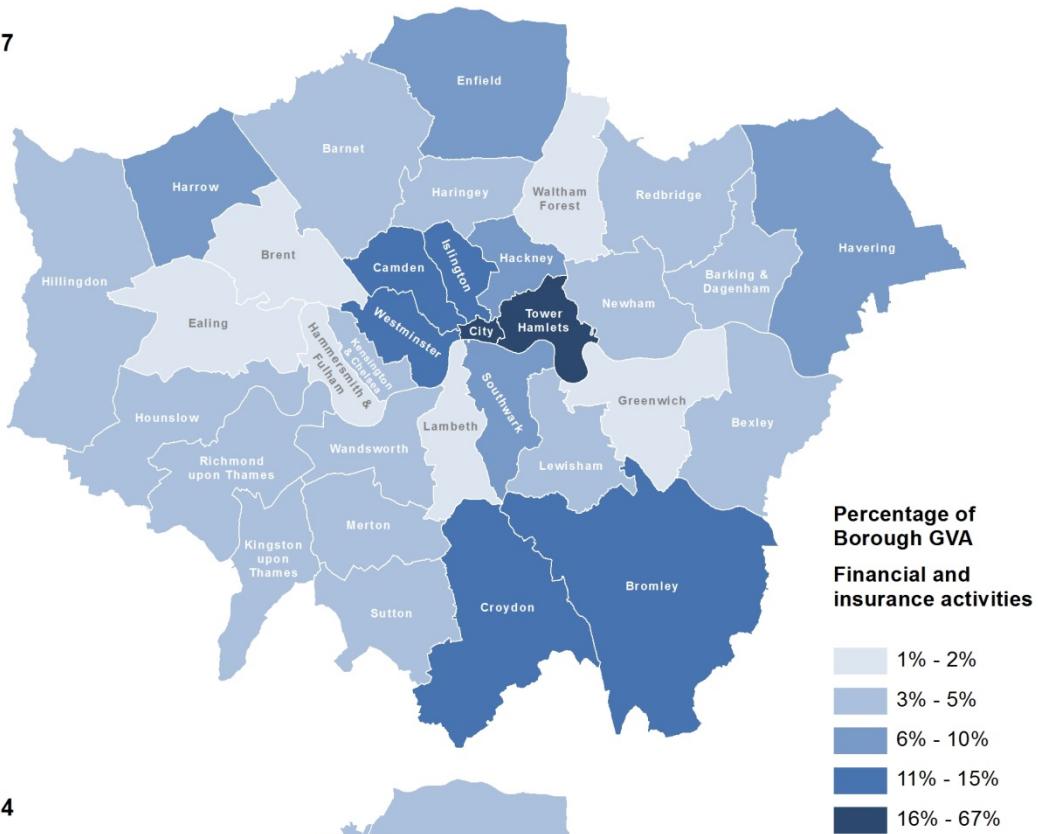 7
Enfield
Barnet
Harrow
Haringey
Waltham
Forest
Redbridge
Havering
Hillingdon
Brent
Camden
Islington
Hackney
Barking &
Dagenham
Ealing
Hammersmith &
Fulham
Kensington
& Chelsea
Westminster
City
Tower
Hamlets
Newham
Hounslow
Richmond
upon Thames
Wandsworth
Lambeth
Southwark
Lewisham
Greenwich
Bexley
Kingston
upon
Thames
Merton
Sutton
Croydon
Bromley
Percentage of
Borough GVA
Financial and
insurance activities
1% - 2%
3% - 5%
6% - 10%
11% - 15%
16% - 67%
4